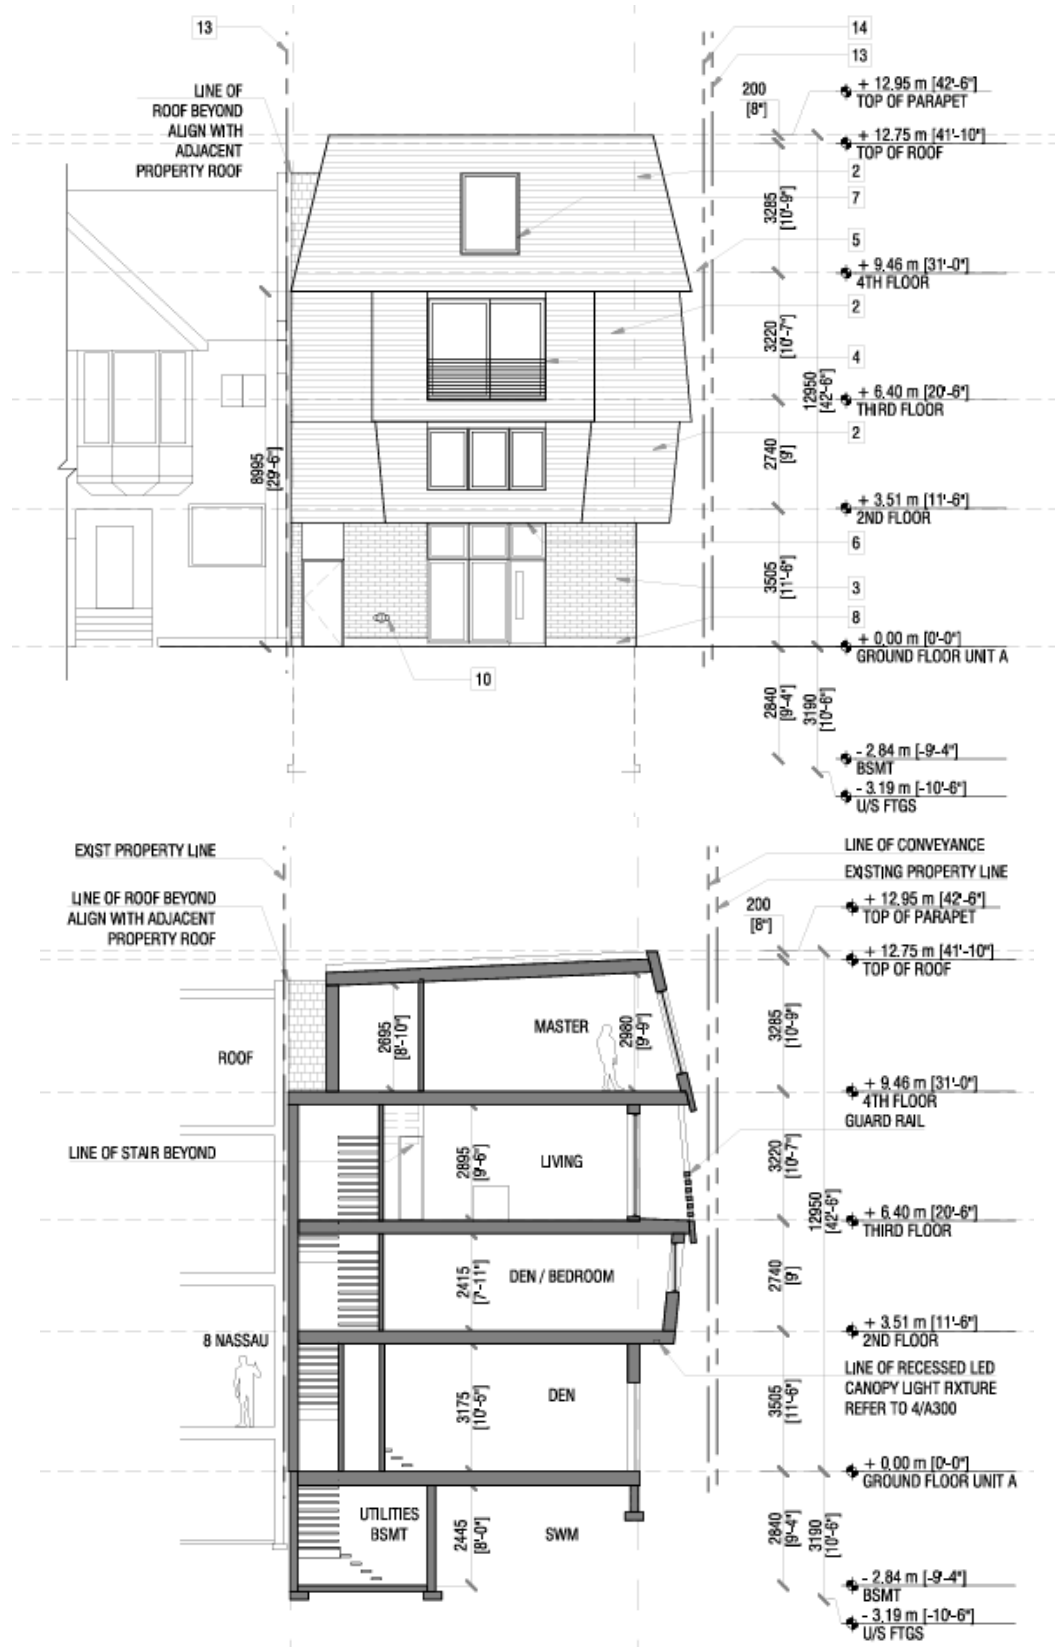 13
14
13
LINE OF
ROOF BEYOND
ALIGN WITH
ADJACENT
PROPERTY ROOF
200
[8"]
+ 12.95 m [42'-6"]
TOP OF PARAPET
+ 12.75 m [41'-10"]
TOP OF ROOF
2
7
3285
[10'-9"]
5
+ 9.46 m [31'-0"]
4TH FLOOR
2
3220
[10'-7"]
4
12950
[42'-6"]
+ 6.40 m [20'-6"]
THIRD FLOOR
2
8995
[29'-6"]
2740
[9']
+ 3.51 m [11'-6"]
2ND FLOOR
6
3505
[11'-6"]
3
8
+ 0.00 m [0'-0"]
GROUND FLOOR UNIT A
10
2840
[9'-4"]
3190
[10'-6"]
- 2.84 m [-9'-4"]
BSMT
- 3.19 m [-10'-6"]
U/S FTGS
EXIST PROPERTY LINE
LINE OF CONVEYANCE
EXISTING PROPERTY LINE
LINE OF ROOF BEYOND
ALIGN WITH ADJACENT
PROPERTY ROOF
200
[8"]
+ 12.95 m [42'-6"]
TOP OF PARAPET
+ 12.75 m [41'-10"]
TOP OF ROOF
ROOF
2695
[8'-10"]
MASTER
2980
[9'-9"]
3285
[10'-9"]
+ 9.46 m [31'-0"]
4TH FLOOR
GUARD RAIL
LINE OF STAIR BEYOND
2895
[9'-6"]
LIVING
3220
[10'-7"]
12950
[42'-6"]
+ 6.40 m [20'-6"]
THIRD FLOOR
2415
[7'-11"]
DEN / BEDROOM
2740
[9']
+ 3.51 m [11'-6"]
2ND FLOOR
8 NASSAU
LINE OF RECESSED LED
CANOPY LIGHT FIXTURE
REFER TO 4/A300
3175
[10'-5"]
DEN
3505
[11'-6"]
+ 0.00 m [0'-0"]
GROUND FLOOR UNIT A
UTILITIES
BSMT
2445
[8'-0"]
SWM
2840
[9'-4"]
3190
[10'-6"]
- 2.84 m [-9'-4"]
BSMT
- 3.19 m [-10'-6"]
U/S FTGS